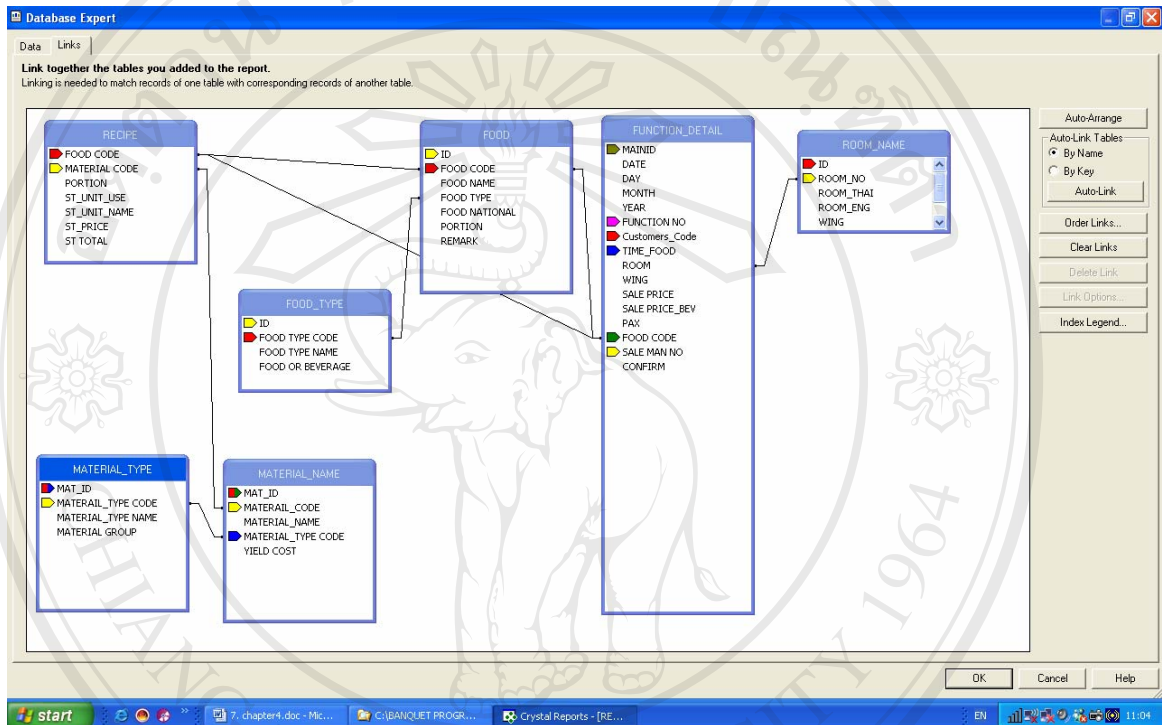 Database Expert
Data Links
Link together the tables you added to the report.
Linking is needed to match records of one table with corresponding records of another table.
RECIPE
FOOD CODE
MATERIAL CODE
PORTION
ST_UNIT_USE
ST_UNIT_NAME
ST_PRICE
ST TOTAL
FOOD
ID
FOOD CODE
FOOD NAME
FOOD TYPE
FOOD NATIONAL
PORTION
REMARK
FUNCTION_DETAIL
MAINID
DATE
DAY
MONTH
YEAR
FUNCTION NO
Customers_Code
TIME_FOOD
ROOM
WING
SALE PRICE
SALE PRICE_BEV
PAX
FOOD CODE
SALE MAN NO
CONFIRM
ROOM_NAME
ID
ROOM_NO
ROOM_THAI
ROOM_ENG
WING
FOOD_TYPE
ID
FOOD TYPE CODE
FOOD TYPE NAME
FOOD OR BEVERAGE
MATERIAL_TYPE
MAT_ID
MATERAIL_TYPE CODE
MATERIAL_TYPE NAME
MATERIAL GROUP
MATERIAL_NAME
MAT_ID
MATERAIL_CODE
MATERIAL_NAME
MATERIAL_TYPE CODE
YIELD COST
Auto-Arrange
Auto-Link Tables
By Name
By Key
Auto-Link
Order Links...
Clear Links
Delete Link
Link Options...
Index Legend...
OK Cancel Help
start
7. chapter4.doc - Mic...
C:\BANQUET PROGR...
Crystal Reports - [RE...
EN
11:04
1964